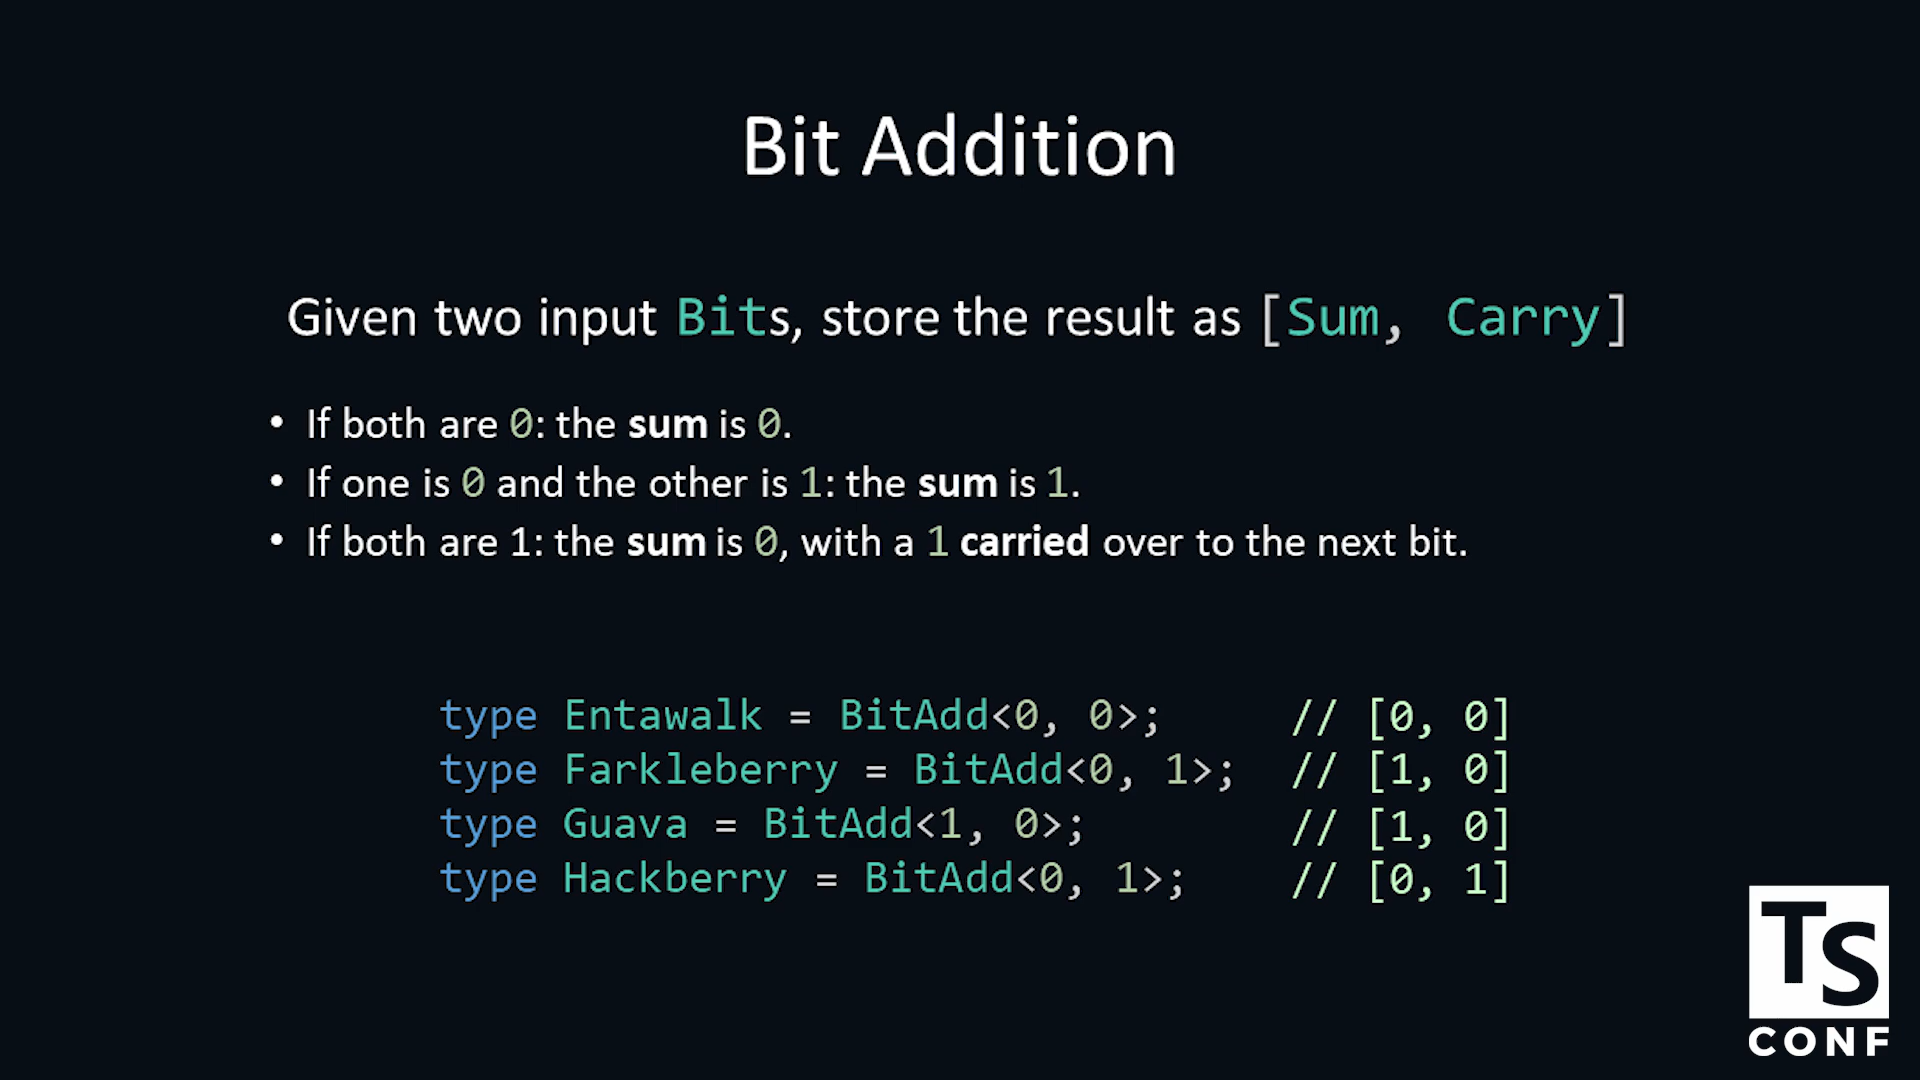 Bit Addition
Given two input Bits, store the result as [Sum, Carry]
• If both are 0: the sum is 0.
• If one is 0 and the other is 1: the sum is 1.
• If both are 1: the sum is 0, with a 1 carried over to the next bit.
type Entawalk = BitAdd<0, 0>; // [0, 0]
type Farkleberry = BitAdd<0, 1>; // [1, 0]
type Guava = BitAdd<1, 0>; // [1, 0]
type Hackberry = BitAdd<0, 1>; // [0, 1]
TS
CONF